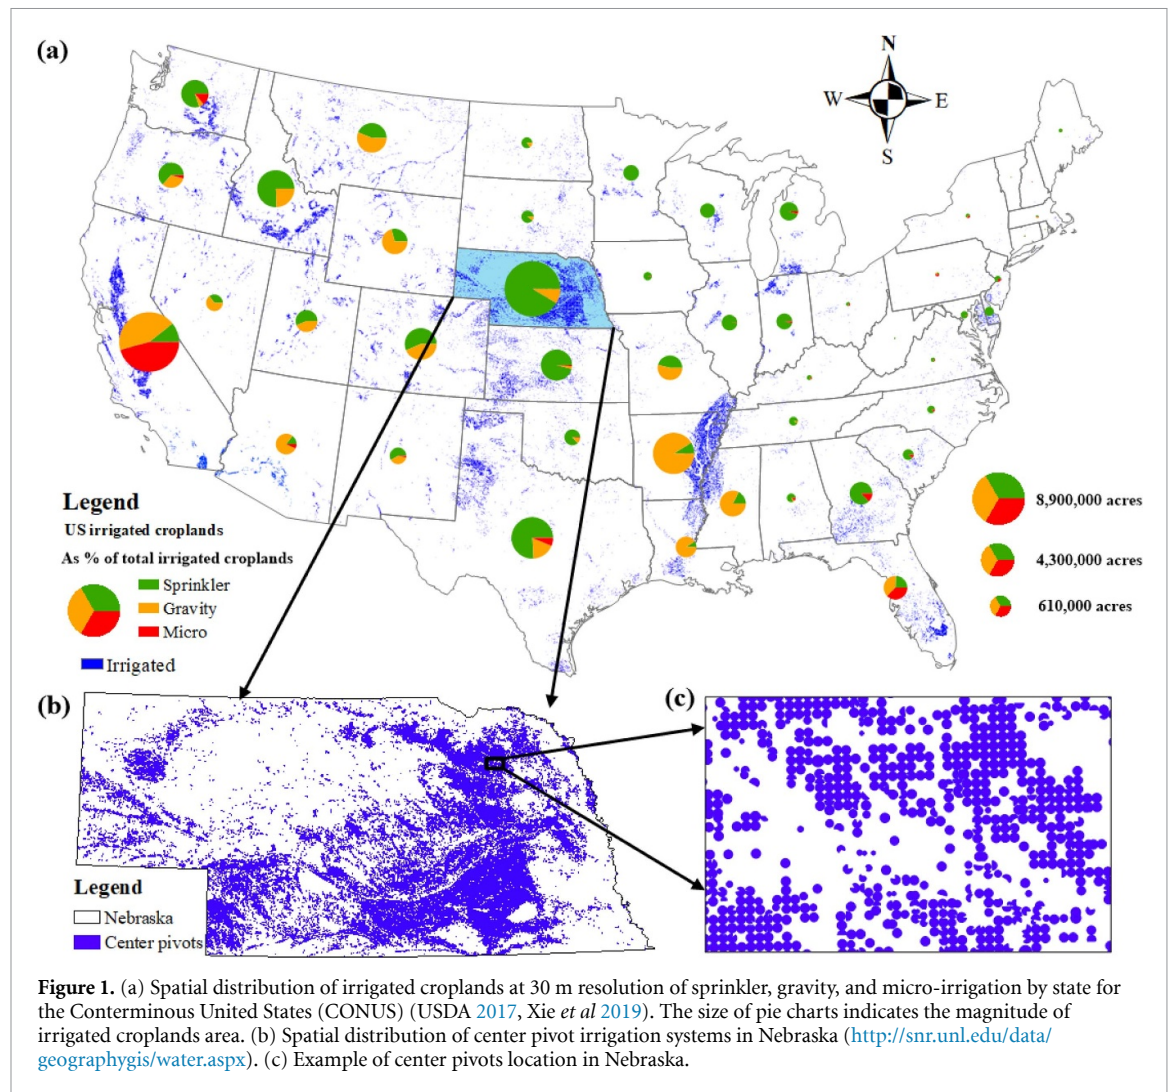 (a)
N
W
E
S
Legend
US irrigated croplands
As % of total irrigated croplands
Sprinkler
Gravity
Micro
Irrigated
8,900,000 acres
4,300,000 acres
610,000 acres
(b)
Legend
Nebraska
Center pivots
(c)
Figure 1. (a) Spatial distribution of irrigated croplands at 30 m resolution of sprinkler, gravity, and micro-irrigation by state for
the Conterminous United States (CONUS) (USDA 2017, Xie et al 2019). The size of pie charts indicates the magnitude of
irrigated croplands area. (b) Spatial distribution of center pivot irrigation systems in Nebraska (http://snr.unl.edu/data/
geographygis/water.aspx). (c) Example of center pivots location in Nebraska.